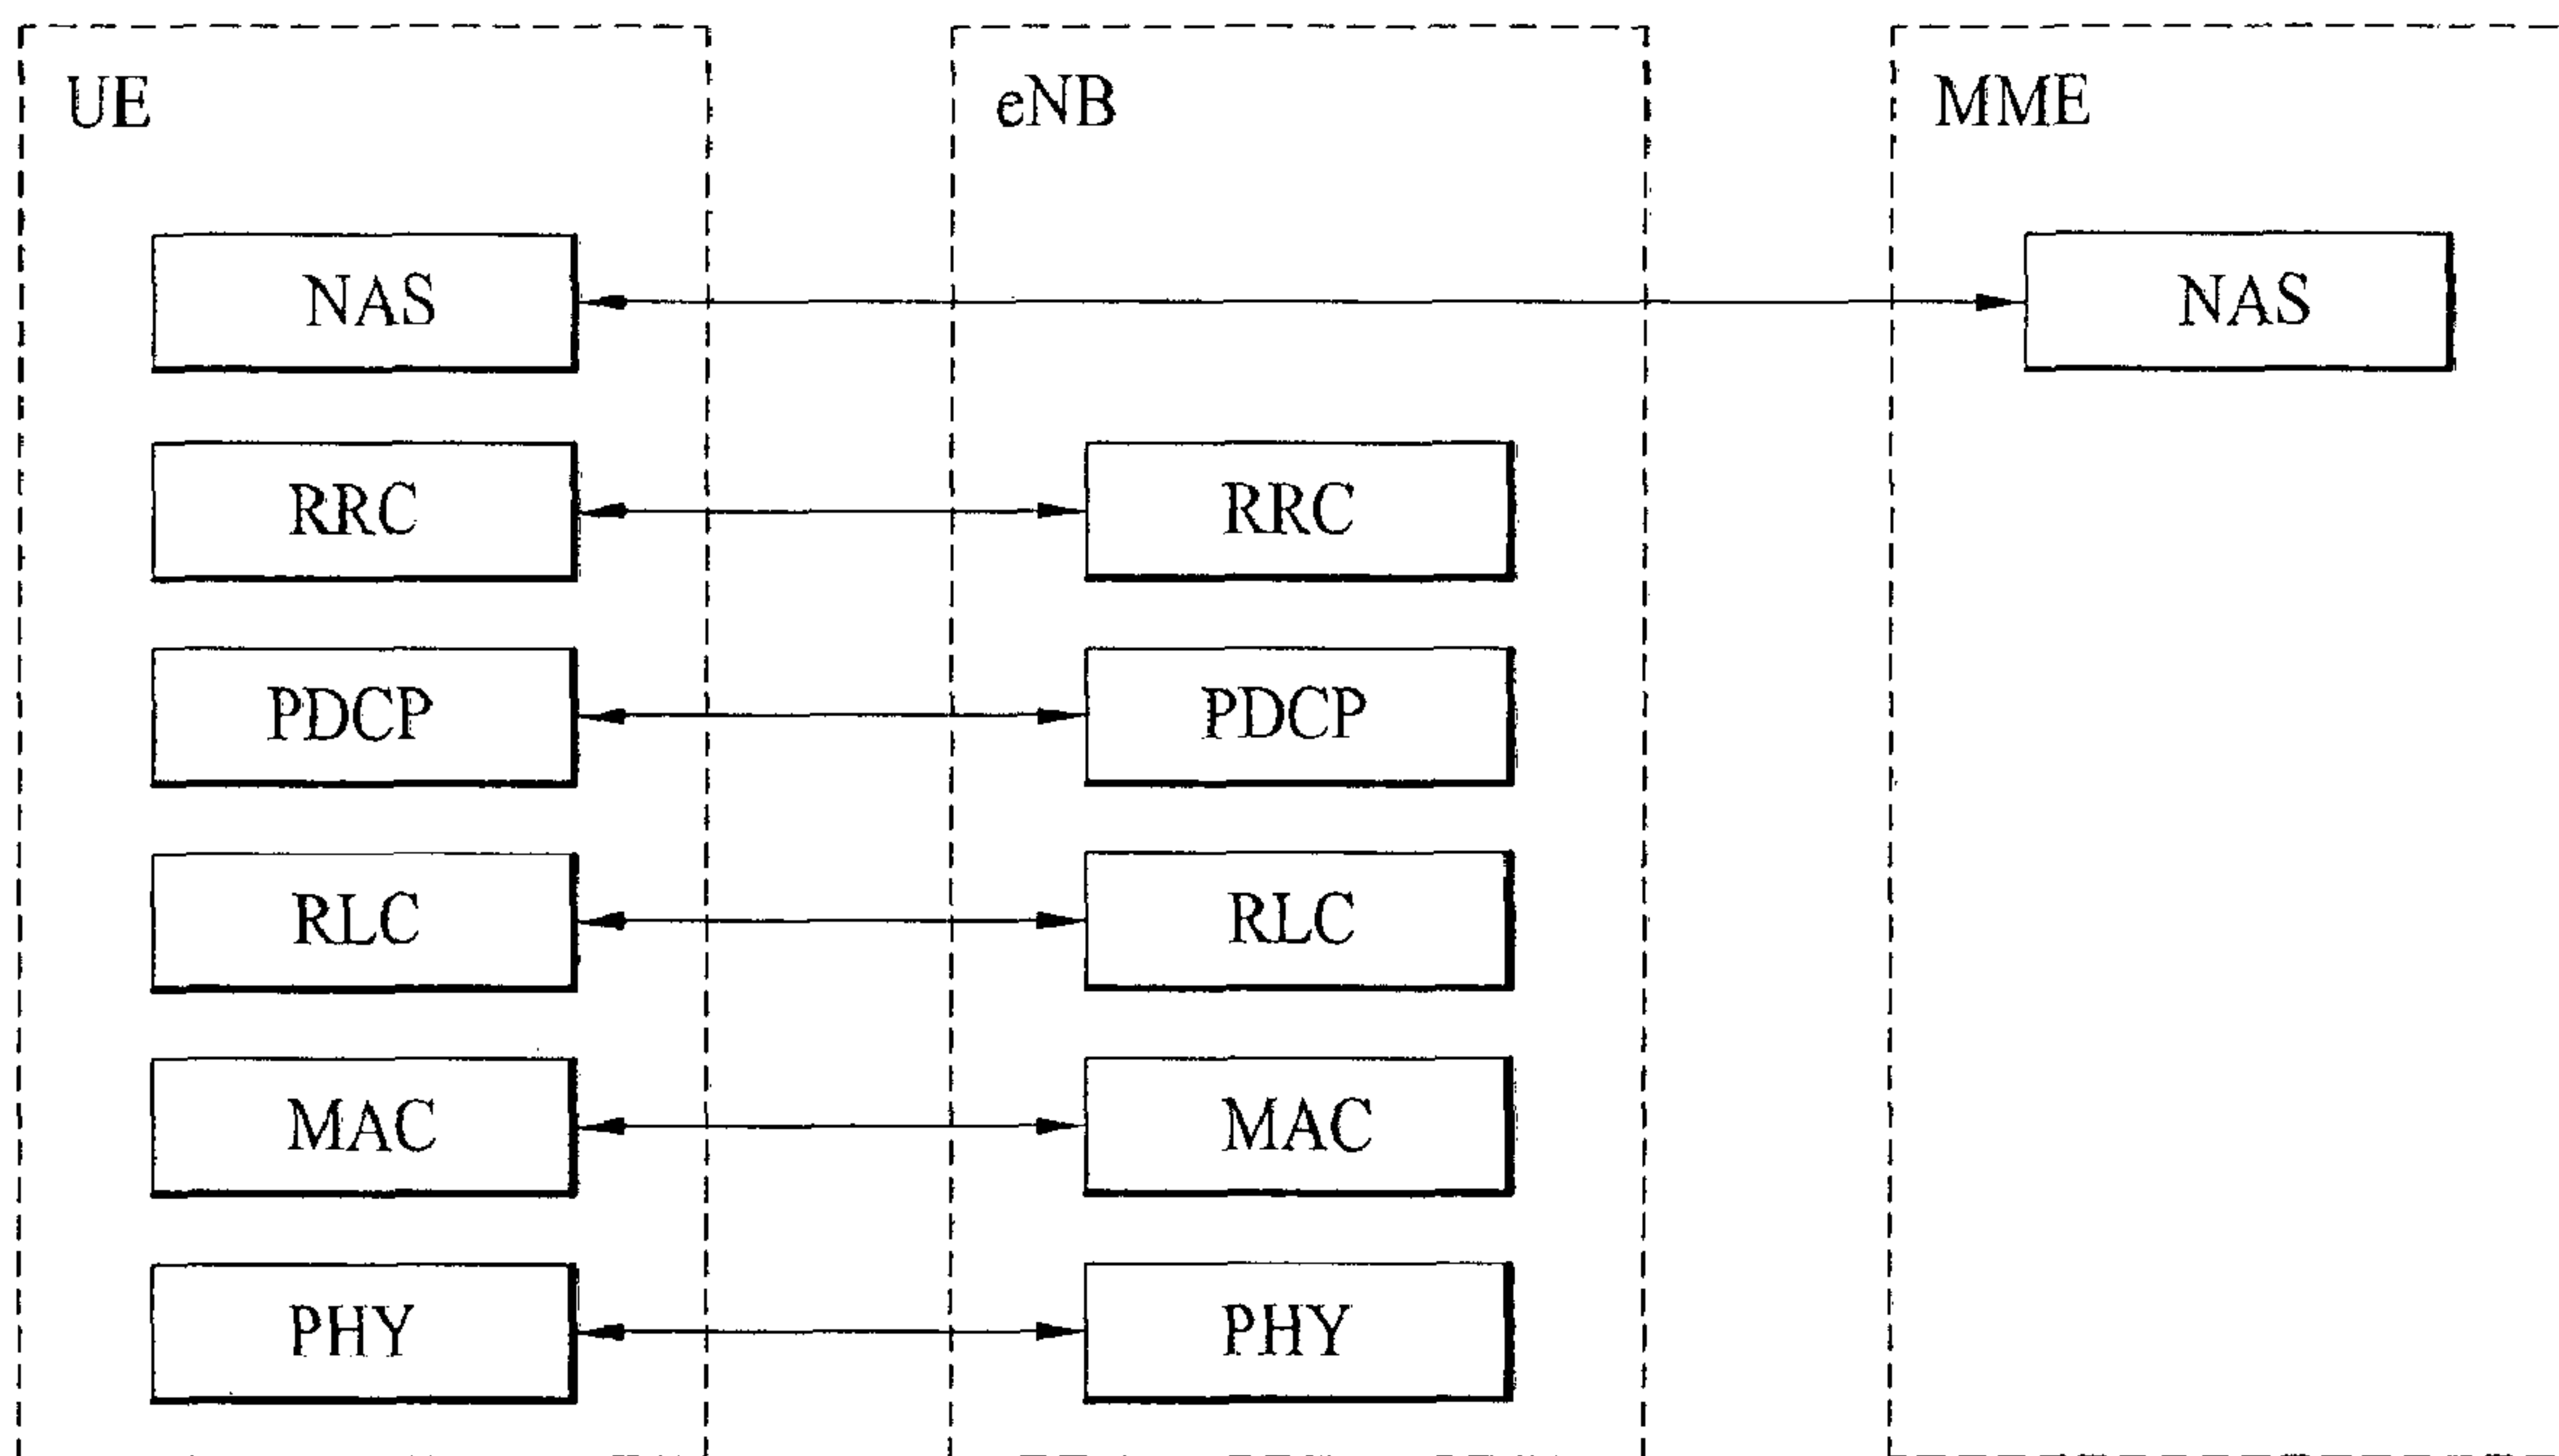 UE
eNB
MME
NAS
NAS
RRC
RRC
PDCP
PDCP
RLC
RLC
MAC
MAC
PHY
PHY